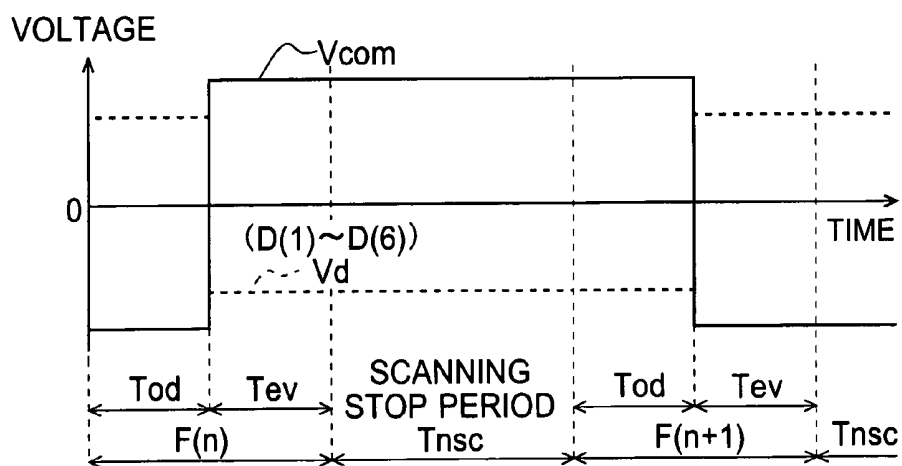 VOLTAGE
Vcom
0
TIME
(D(1)~D(6))
Vd
SCANNING
STOP PERIOD
Tod
Tev
Tod
Tev
F(n)
Tnsc
F(n+1)
Tnsc